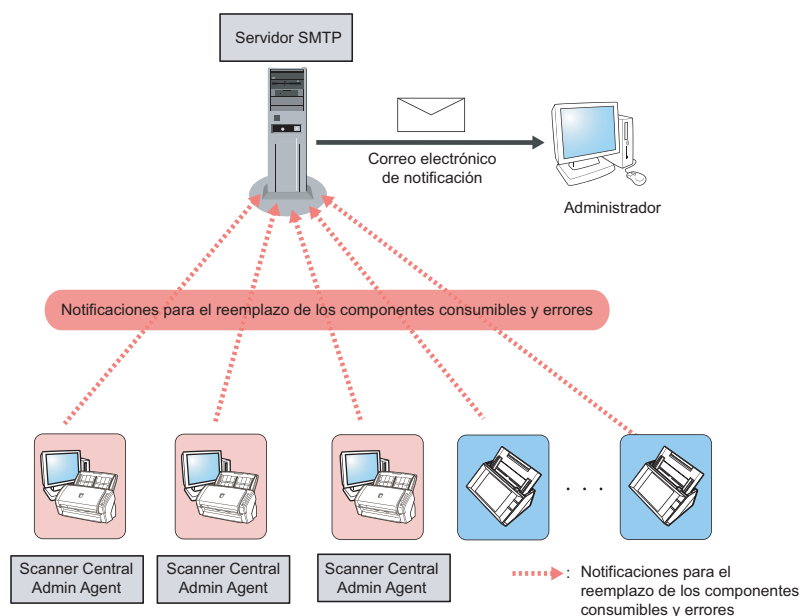 Servidor SMTP
Correo electrónico
de notificación
Administrador
Notificaciones para el reemplazo de los componentes consumibles y errores
. . .
Scanner Central
Admin Agent
Scanner Central
Admin Agent
Scanner Central
Admin Agent
: Notificaciones para el
reemplazo de los componentes
consumibles y errores